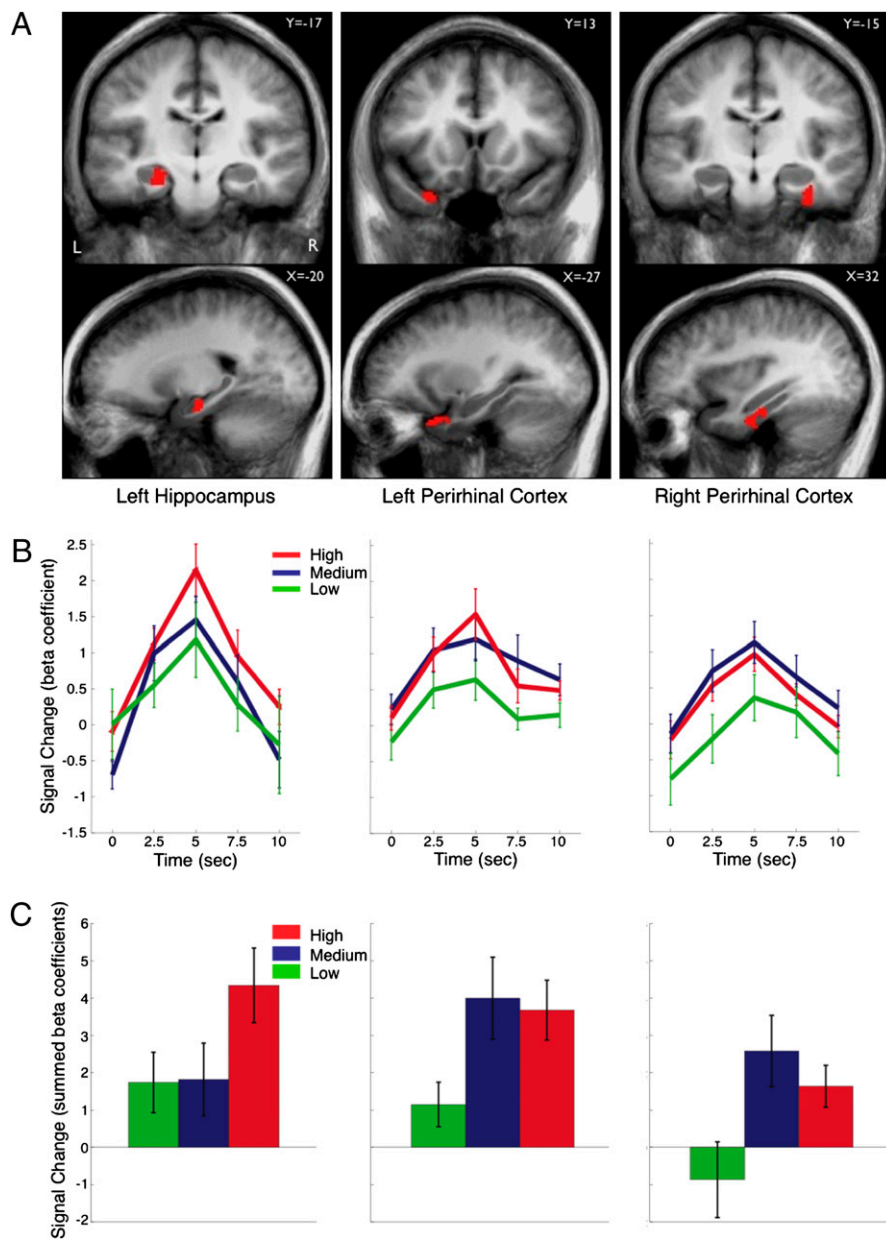 A
Y=-17
Y=13
Y=-15
L
R
X=-20
X=-27
X=32
Left Hippocampus
Left Perirhinal Cortex
Right Perirhinal Cortex
B
Signal Change (beta coefficient)
2.5
2
1.5
1
0.5
0
-0.5
-1
-1.5
High
Medium
Low
0 2.5 5 7.5 10
Time (sec)
0 2.5 5 7.5 10
Time (sec)
0 2.5 5 7.5 10
Time (sec)
C
Signal Change (summed beta coefficients)
6
5
4
3
2
1
0
-1
-2
High
Medium
Low